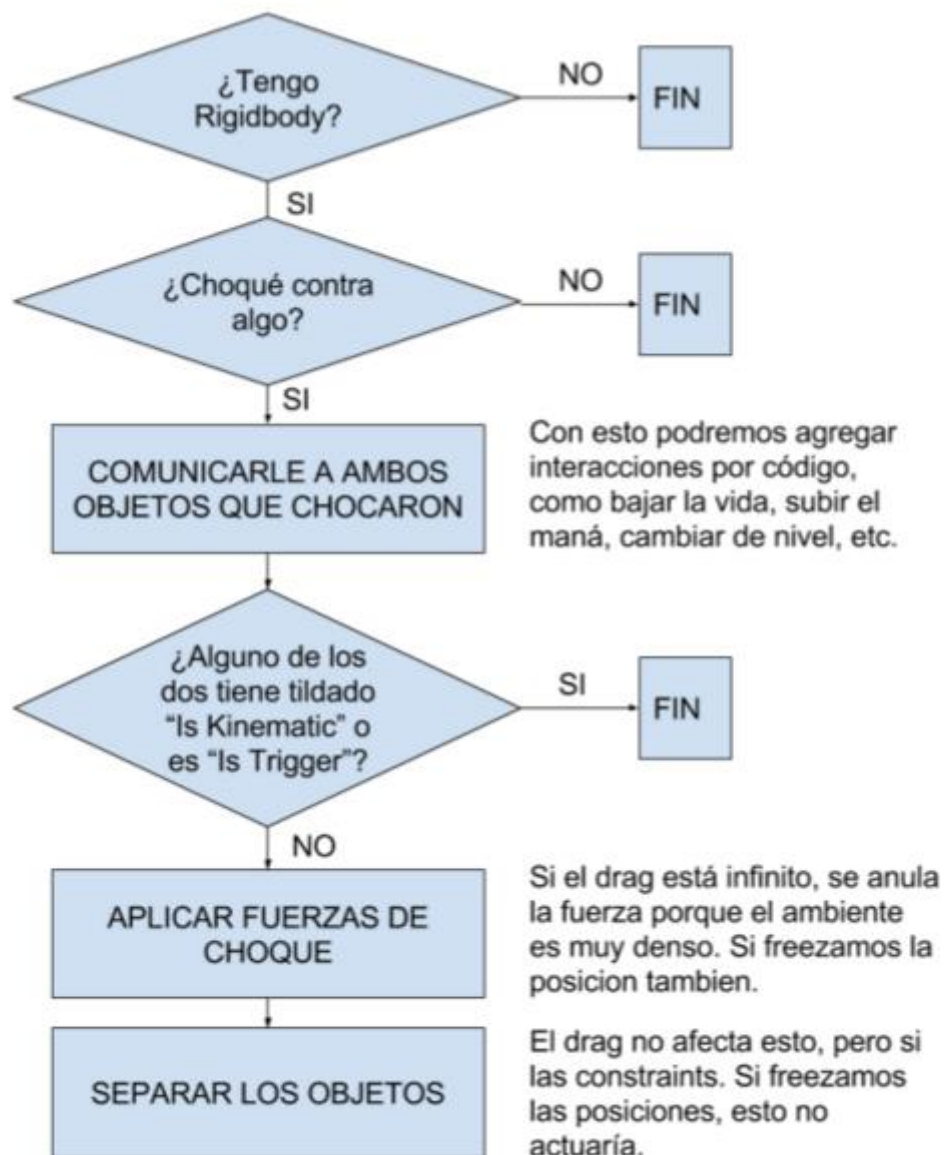 ¿Tengo
Rigidbody?
NO
FIN
SI
¿Choqué contra
algo?
NO
FIN
SI
COMUNICARLE A AMBOS
OBJETOS QUE CHOCARON
Con esto podremos agregar
interacciones por código,
como bajar la vida, subir el
maná, cambiar de nivel, etc.
¿Alguno de los
dos tiene tildado
“Is Kinematic” o
es “Is Trigger”?
SI
FIN
NO
APLICAR FUERZAS DE
CHOQUE
Si el drag está infinito, se anula
la fuerza porque el ambiente
es muy denso. Si freezamos la
posicion tambien.
SEPARAR LOS OBJETOS
El drag no afecta esto, pero si
las constraints. Si freezamos
las posiciones, esto no
actuaría.